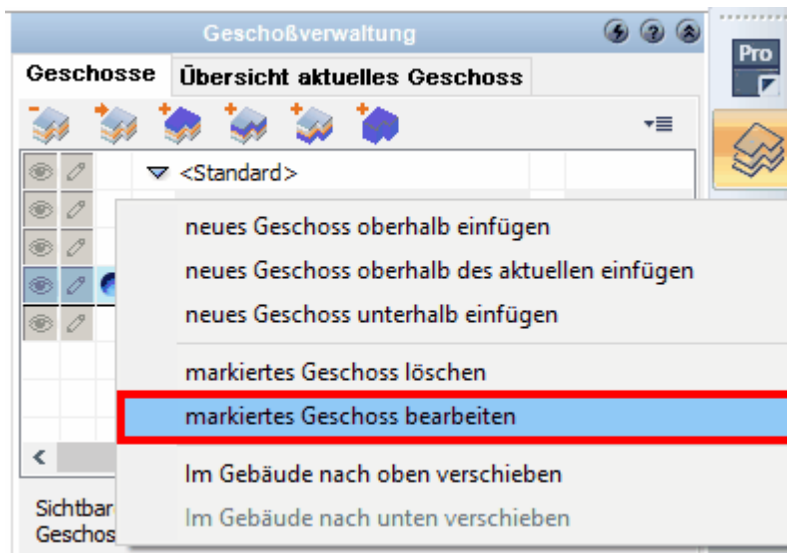 Geschoßverwaltung
Pro
Geschosse Übersicht aktuelles Geschoss
<Standard>
neues Geschoss oberhalb einfügen
neues Geschoss oberhalb des aktuellen einfügen
neues Geschoss unterhalb einfügen
markiertes Geschoss löschen
markiertes Geschoss bearbeiten
Im Gebäude nach oben verschieben
Im Gebäude nach unten verschieben
Sichtbar
Geschos